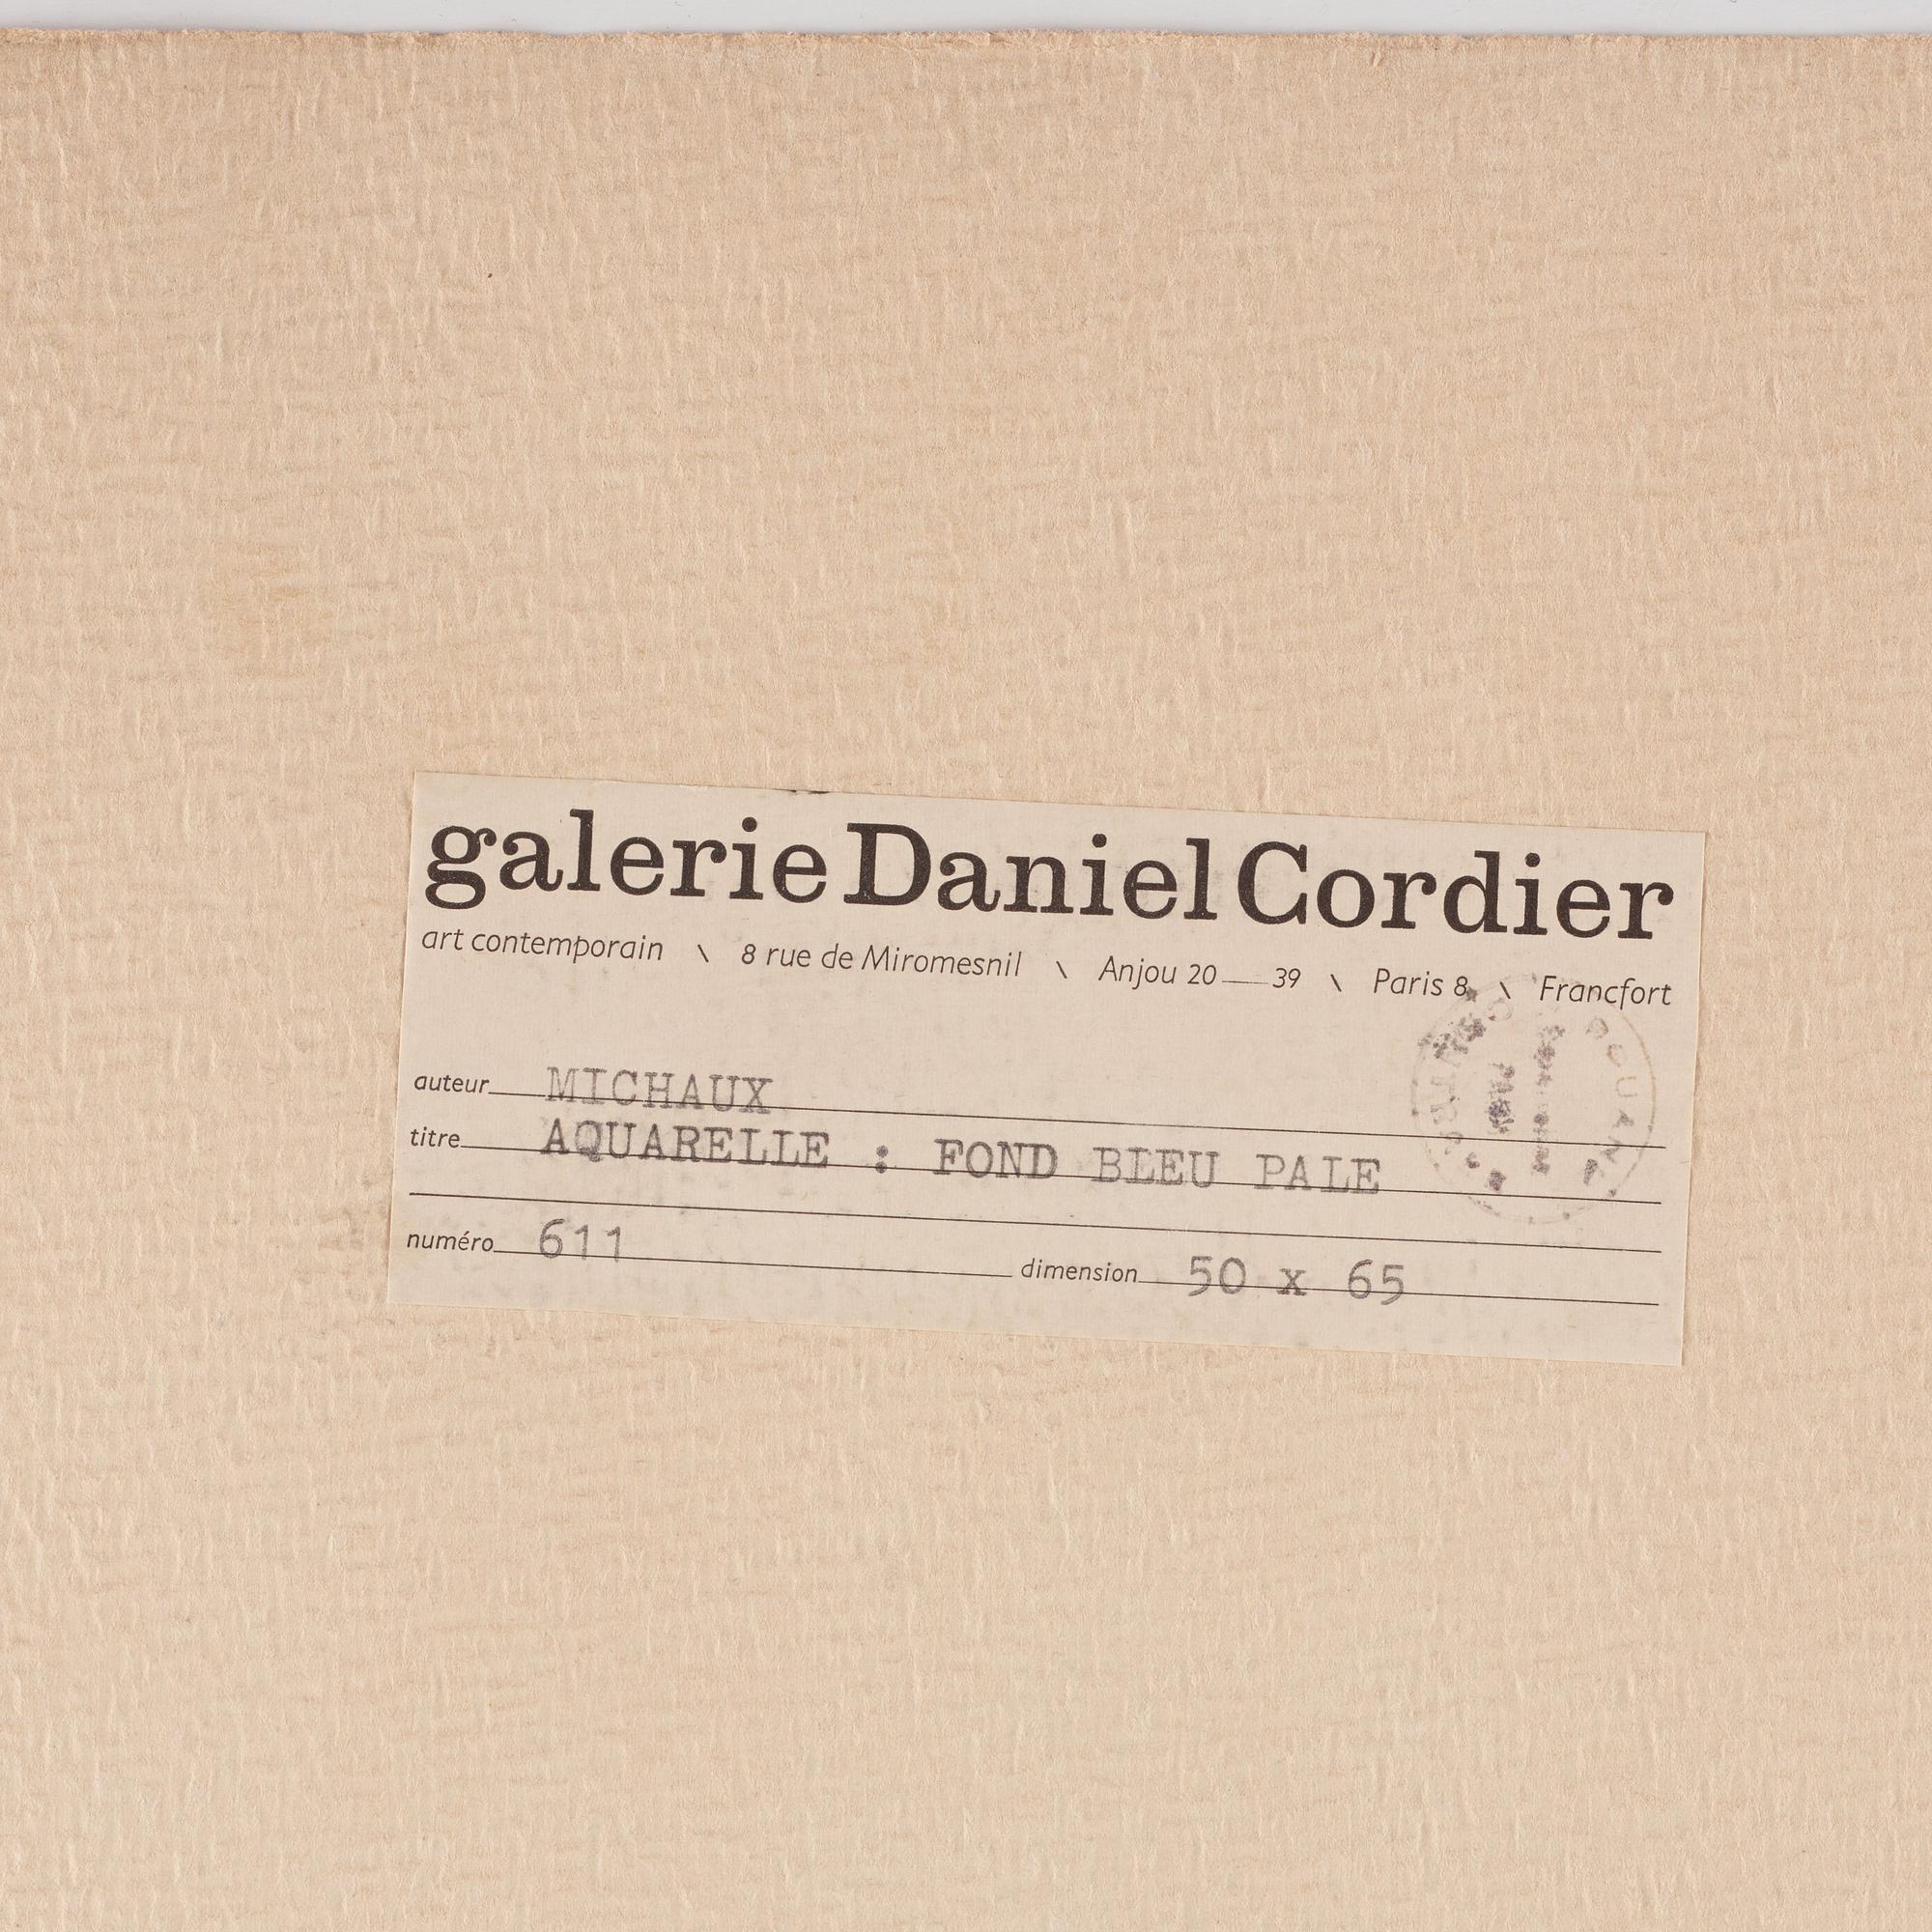 galerie Daniel Cordier
art contemporain \ 8 rue de Miromesnil \ Anjou 20 — 39 \ Paris 8 \ Francfort
auteur MICHAUX
titre AQUARELLE : FOND BLEU PALE
numéro 611 dimension 50 x 65